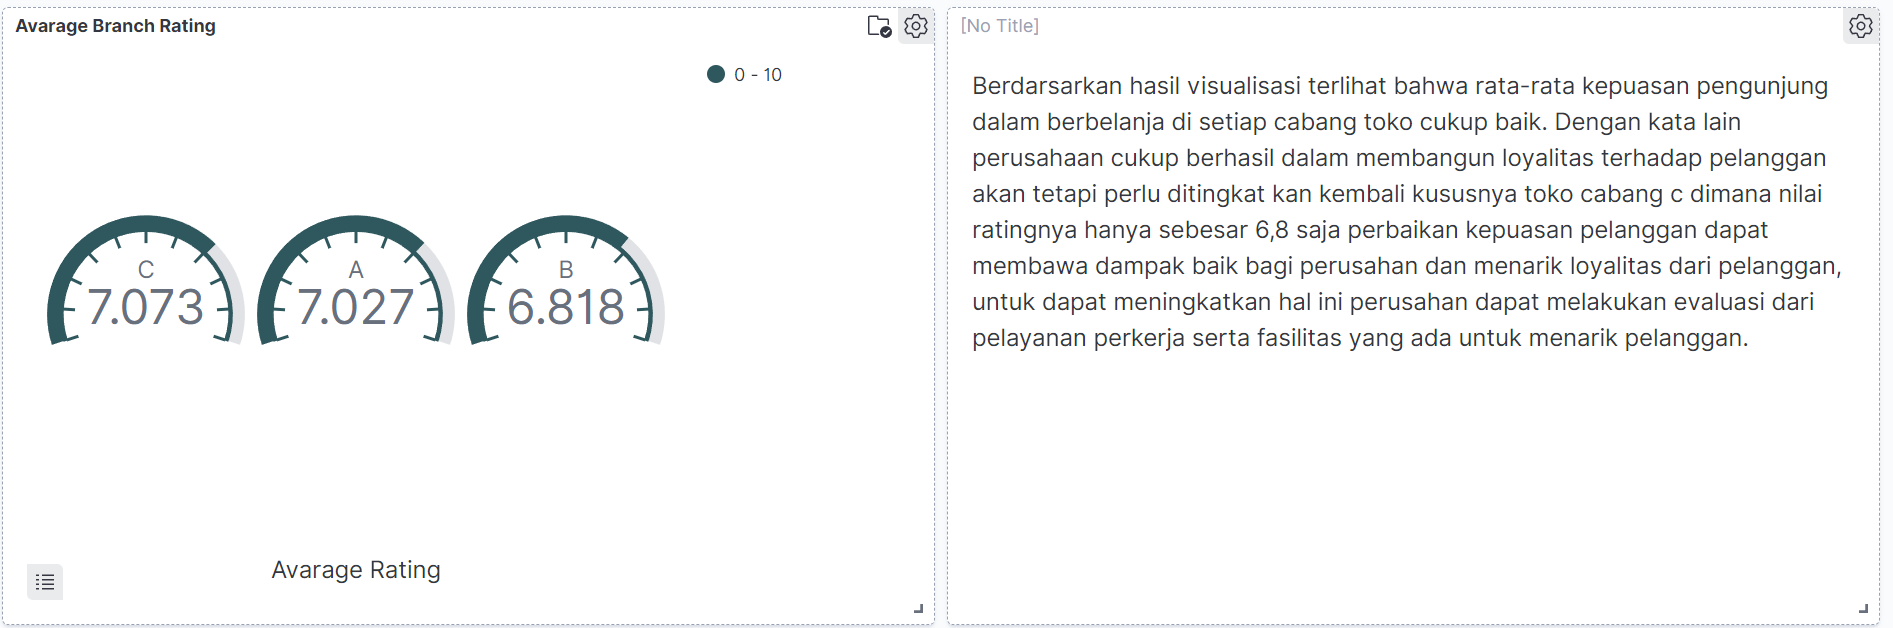 Avarage Branch Rating
0 - 10
C
7.073
A
7.027
B
6.818
Avarage Rating
[No Title]
Berdarsarkan hasil visualisasi terlihat bahwa rata-rata kepuasan pengunjung
dalam berbelanja di setiap cabang toko cukup baik. Dengan kata lain
perusahaan cukup berhasil dalam membangun loyalitas terhadap pelanggan
akan tetapi perlu ditingkat kan kembali kususnya toko cabang c dimana nilai
ratingnya hanya sebesar 6,8 saja perbaikan kepuasan pelanggan dapat
membawa dampak baik bagi perusahan dan menarik loyalitas dari pelanggan,
untuk dapat meningkatkan hal ini perusahan dapat melakukan evaluasi dari
pelayanan perkerja serta fasilitas yang ada untuk menarik pelanggan.